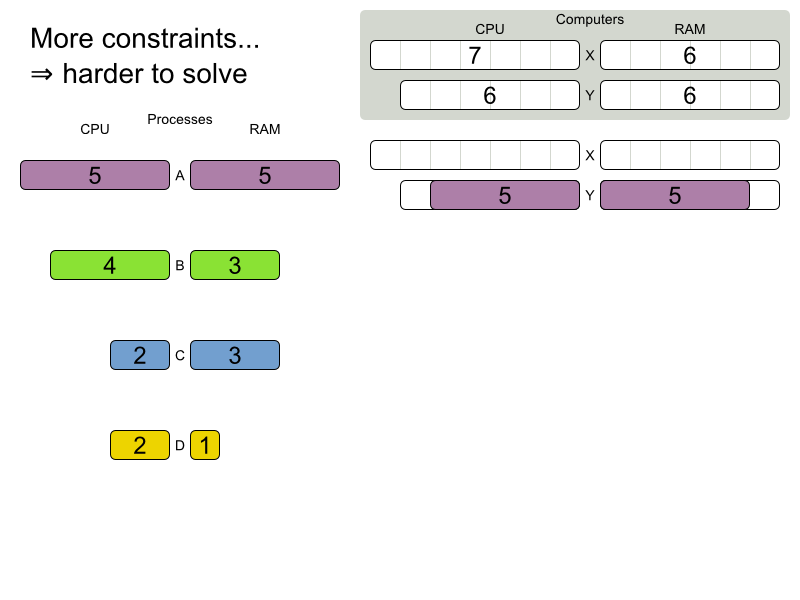 More constraints...
⇒ harder to solve
Computers
CPU RAM
7 X 6
6 Y 6
Processes
CPU RAM
X
5 A 5
5 Y 5
4 B 3
2 C 3
2 D 1